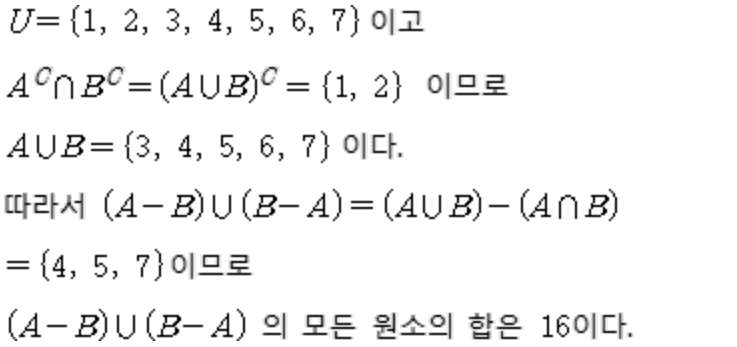 U={1, 2, 3, 4, 5, 6, 7} 이고
A^C∩B^C=(A∪B)^C={1, 2} 이므로
A∪B={3, 4, 5, 6, 7} 이다.
따라서 (A-B)∪(B-A)=(A∪B)-(A∩B)
={4, 5, 7}이므로
(A-B)∪(B-A) 의 모든 원소의 합은 16이다.